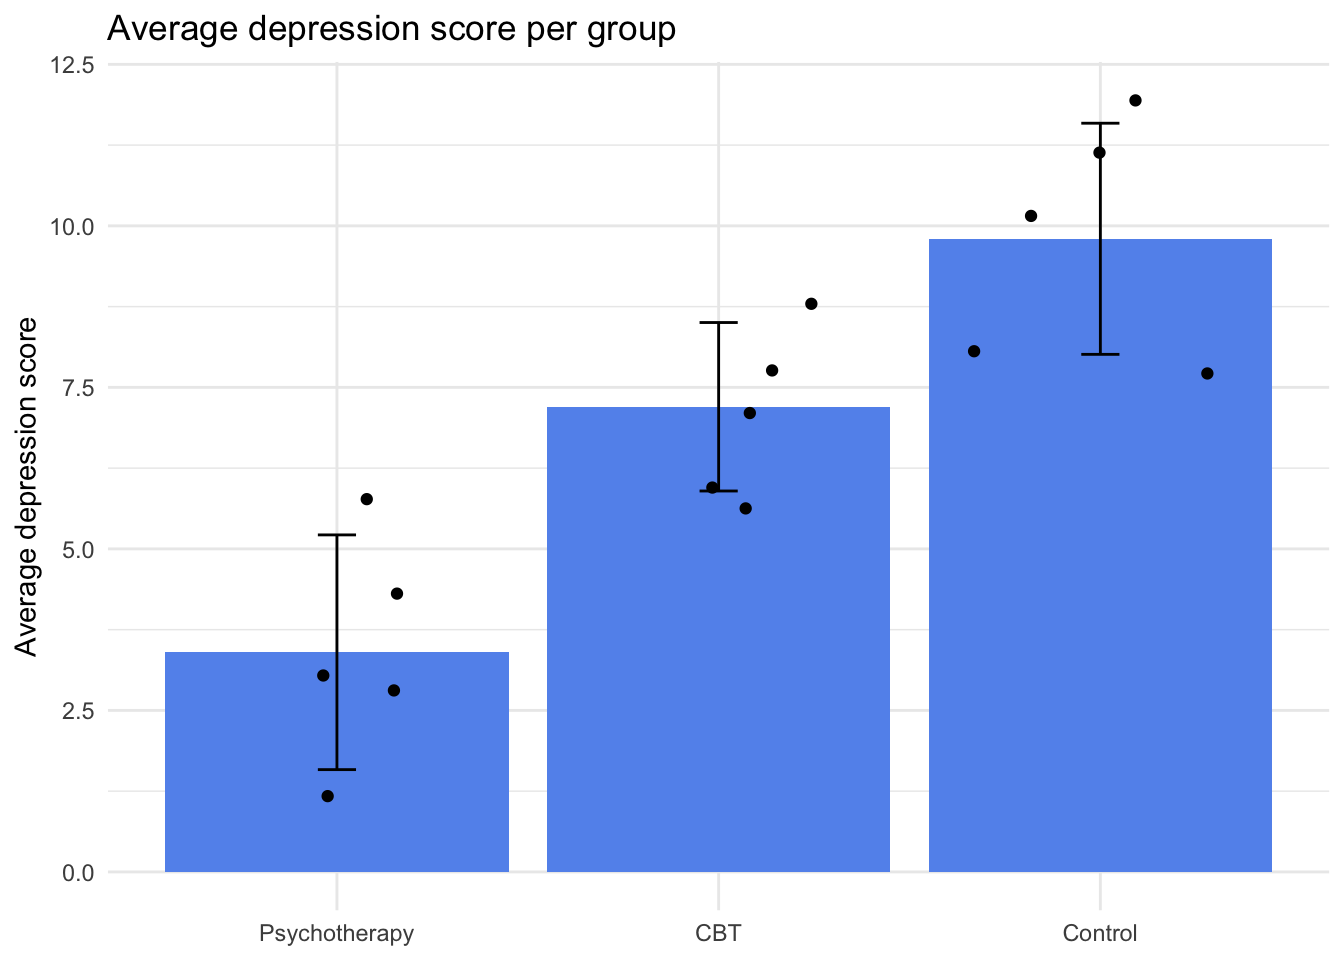 Average depression score per group
Average depression score
12.5
10.0
7.5
5.0
2.5
0.0
Psychotherapy
CBT
Control